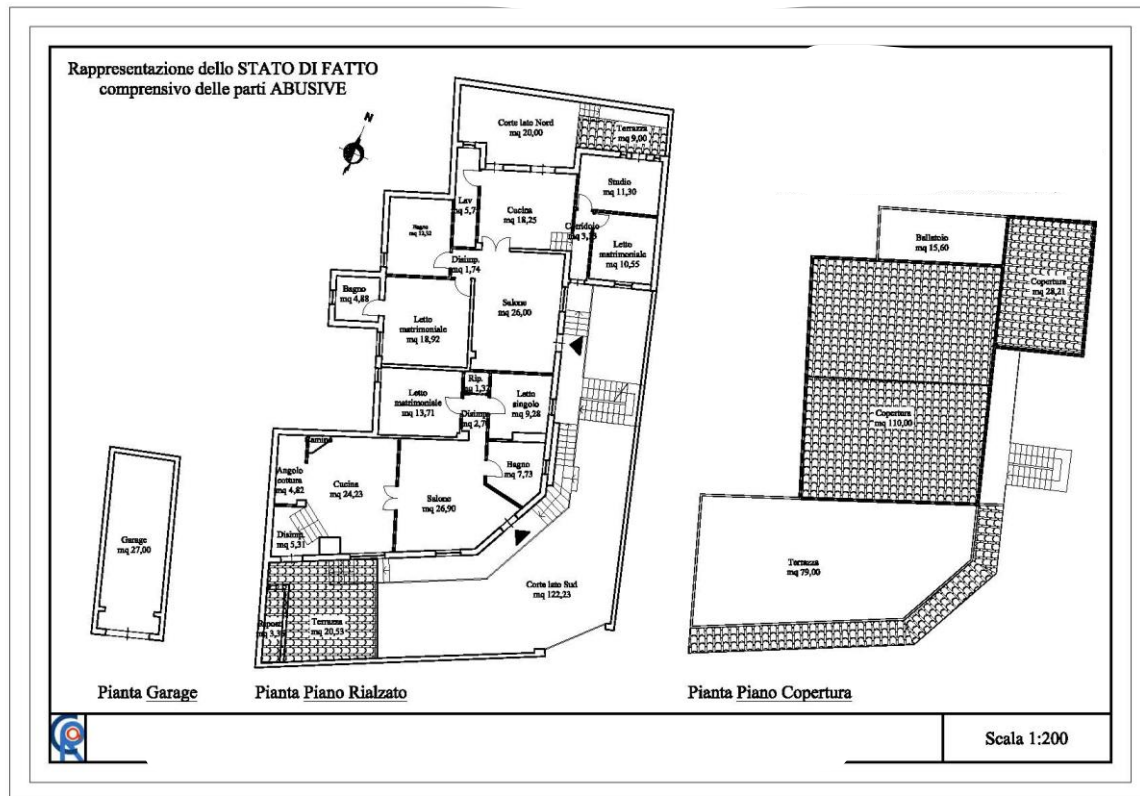 Rappresentazione dello STATO DI FATTO
comprensivo delle parti ABUSIVE
N
Corte lato Nord
mq 20,00
Terrazza
mq 9,00
Studio
mq 11,30
Lav
mq 5,7
Cucina
mq 18,25
Corridoio
Letto
matrimoniale
mq 10,55
Bagno
Disimp.
mq 1,74
Bagno
mq 4,88
Letto
matrimoniale
mq 18,92
Salone
mq 26,00
Letto
matrimoniale
mq 13,71
Rip.
mq 1,37
Disimp.
mq 2,7
Letto
singolo
mq 9,28
Camino
Angolo
cottura
mq 4,82
Cucina
mq 24,23
Salone
mq 26,90
Bagno
mq 7,73
Disimp.
mq 5,31
Terrazza
mq 20,53
Corte lato Sud
mq 122,23
Garage
mq 27,00
Ballatoio
mq 15,60
Copertura
mq 28,21
Copertura
mq 110,00
Terrazza
mq 79,00
Pianta Garage
Pianta Piano Rialzato
Pianta Piano Copertura
Scala 1:200